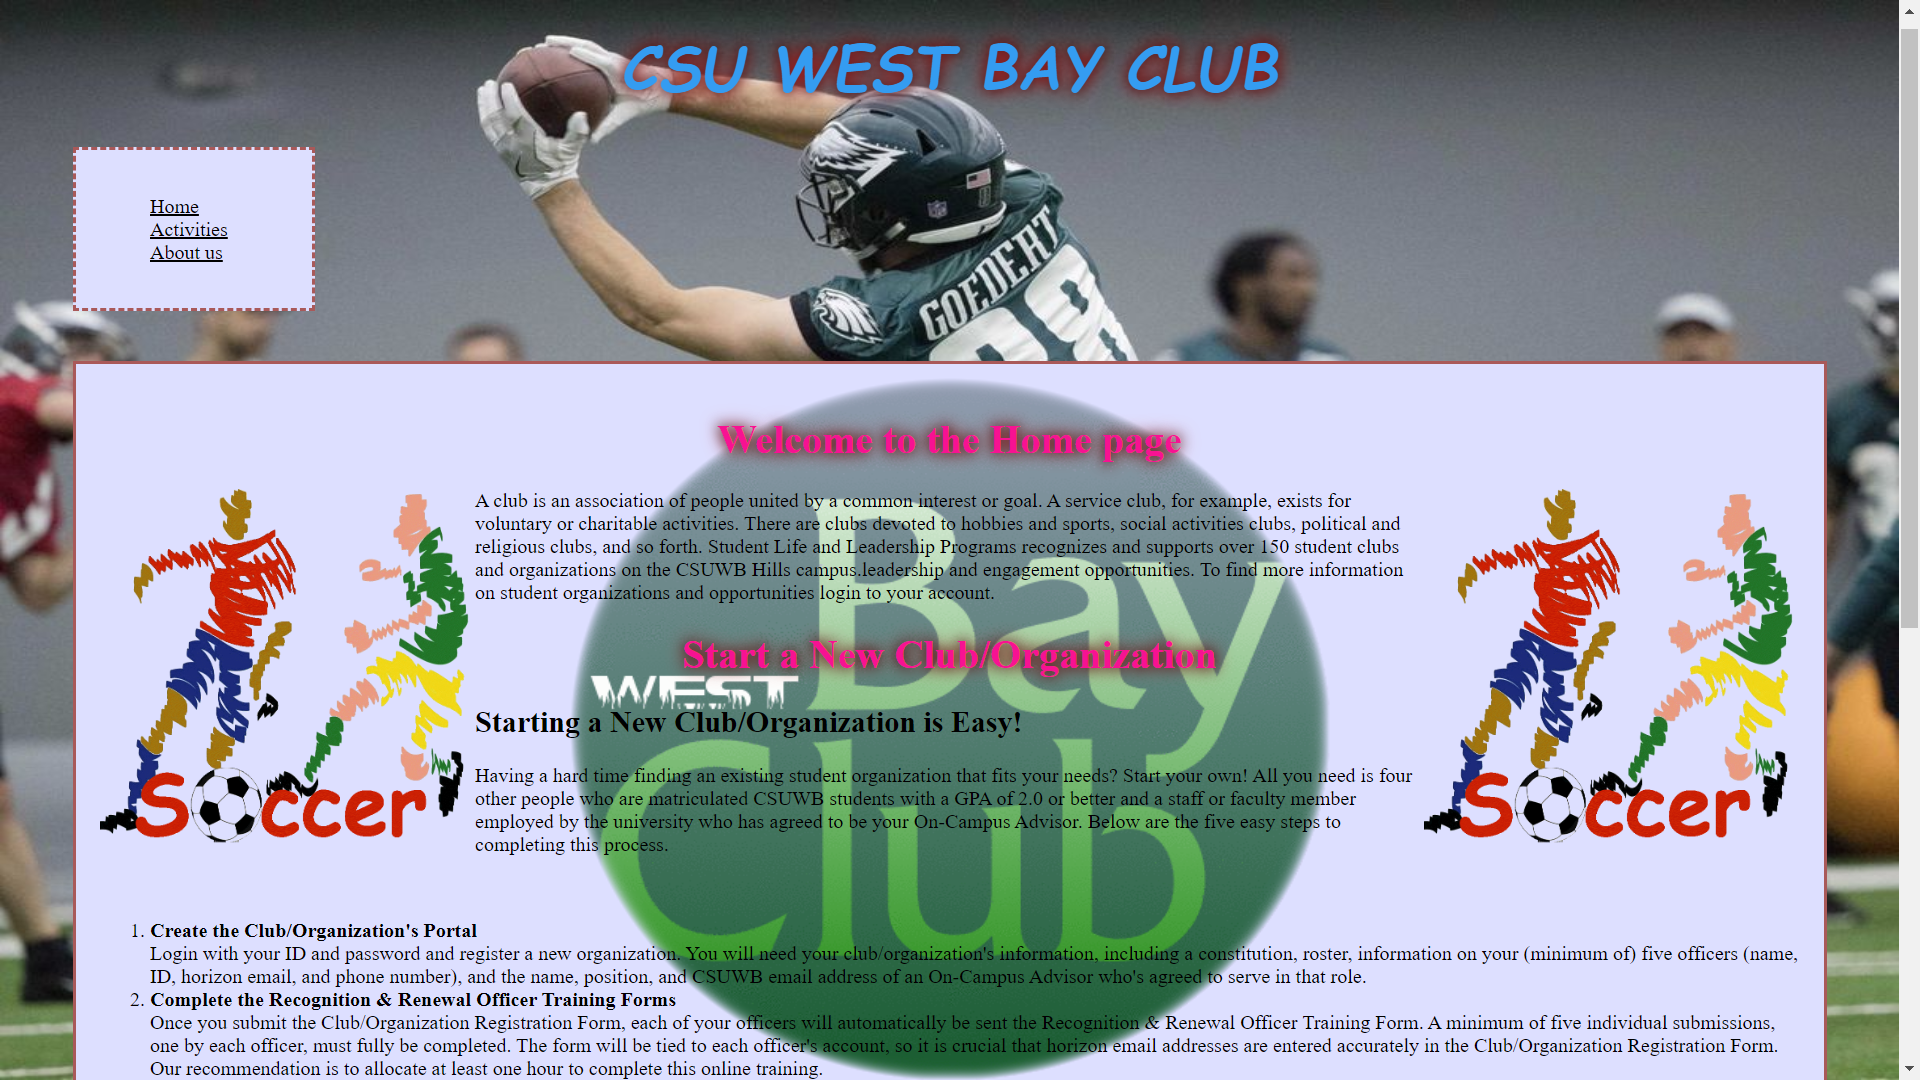 CSU WEST BAY CLUB
Home
Activities
About us
GOEDERT
88
Welcome to the Home page
A club is an association of people united by a common interest or goal. A service club, for example, exists for
voluntary or charitable activities. There are clubs devoted to hobbies and sports, social activities clubs, political and
religious clubs, and so forth. Student Life and Leadership Programs recognizes and supports over 150 student clubs
and organizations on the CSUWB Hills campus.leadership and engagement opportunities. To find more information
on student organizations and opportunities login to your account.
Start a New Club/Organization
WEST
Bay
Club
Starting a New Club/Organization is Easy!
Having a hard time finding an existing student organization that fits your needs? Start your own! All you need is four
other people who are matriculated CSUWB students with a GPA of 2.0 or better and a staff or faculty member
employed by the university who has agreed to be your On-Campus Advisor. Below are the five easy steps to
completing this process.
Soccer
Soccer
1. Create the Club/Organization's Portal
Login with your ID and password and register a new organization. You will need your club/organization's information, including a constitution, roster, information on your (minimum of) five officers (name,
ID, horizon email, and phone number), and the name, position, and CSUWB email address of an On-Campus Advisor who's agreed to serve in that role.
2. Complete the Recognition & Renewal Officer Training Forms
Once you submit the Club/Organization Registration Form, each of your officers will automatically be sent the Recognition & Renewal Officer Training Form. A minimum of five individual submissions,
one by each officer, must fully be completed. The form will be tied to each officer's account, so it is crucial that horizon email addresses are entered accurately in the Club/Organization Registration Form.
Our recommendation is to allocate at least one hour to complete this online training.